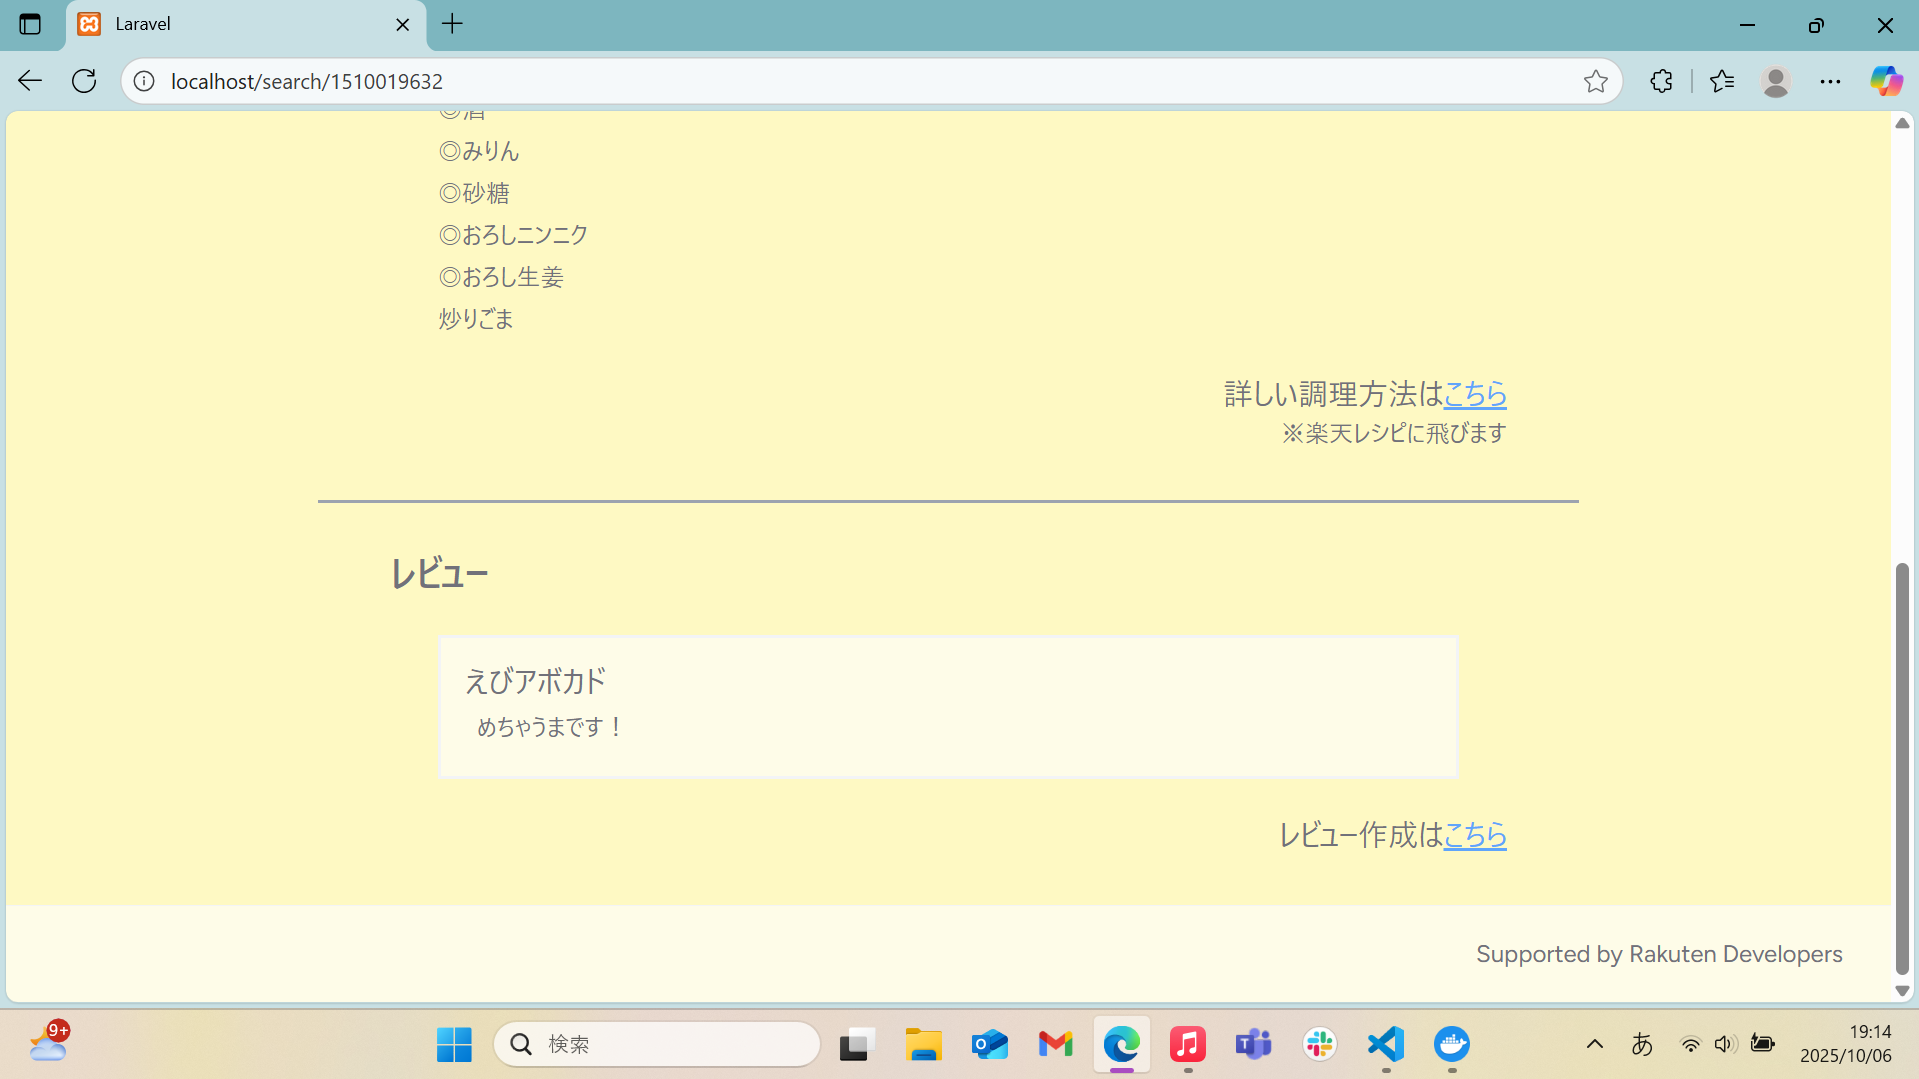 Laravel
localhost/search/1510019632
◎酒
◎みりん
◎砂糖
◎おろしニンニク
◎おろし生姜
炒りごま
詳しい調理方法はこちら
※楽天レシピに飛びます
レビュー
えびアボカド
めちゃうまです！
レビュー作成はこちら
Supported by Rakuten Developers
9+
検索
あ
19:14
2025/10/06